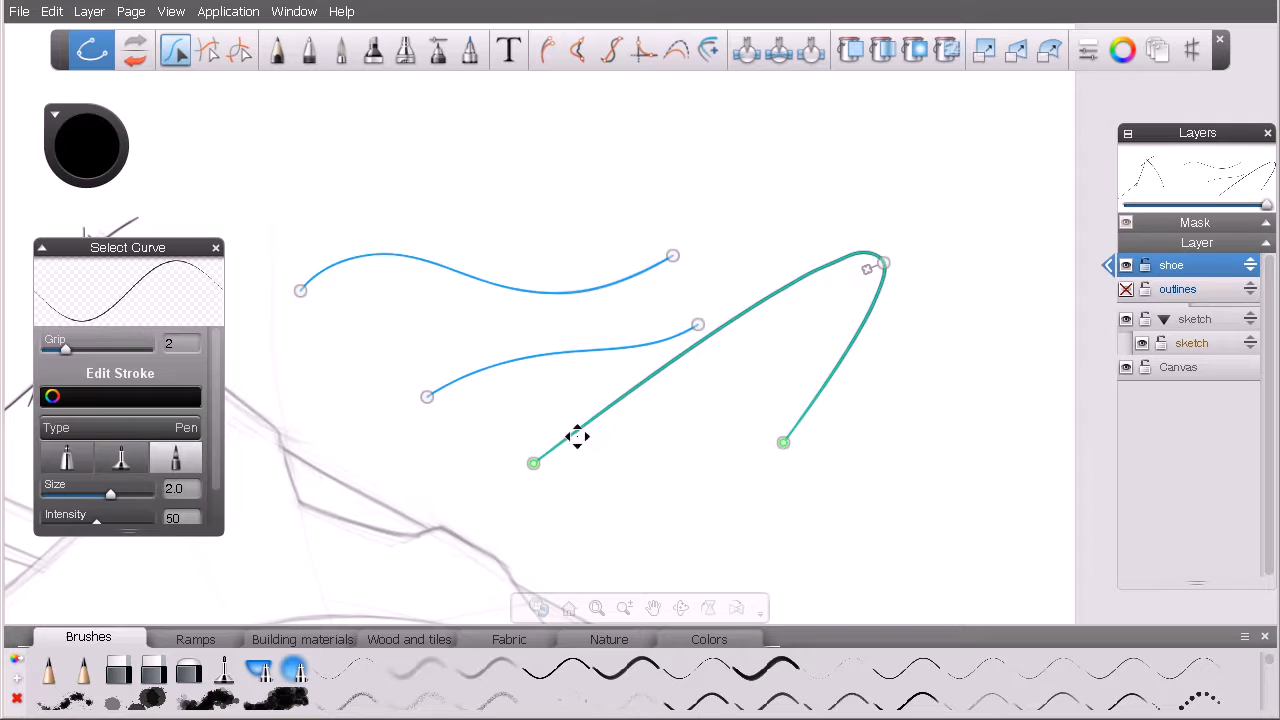 File Edit Layer Page View Application Window Help
T
Layers
Mask
Layer
shoe
outlines
sketch
sketch
Canvas
Select Curve
Grip 2
Edit Stroke
Type Pen
Size 2.0
Intensity 50
Brushes Ramps Building materials Wood and tiles Fabric Nature Colors